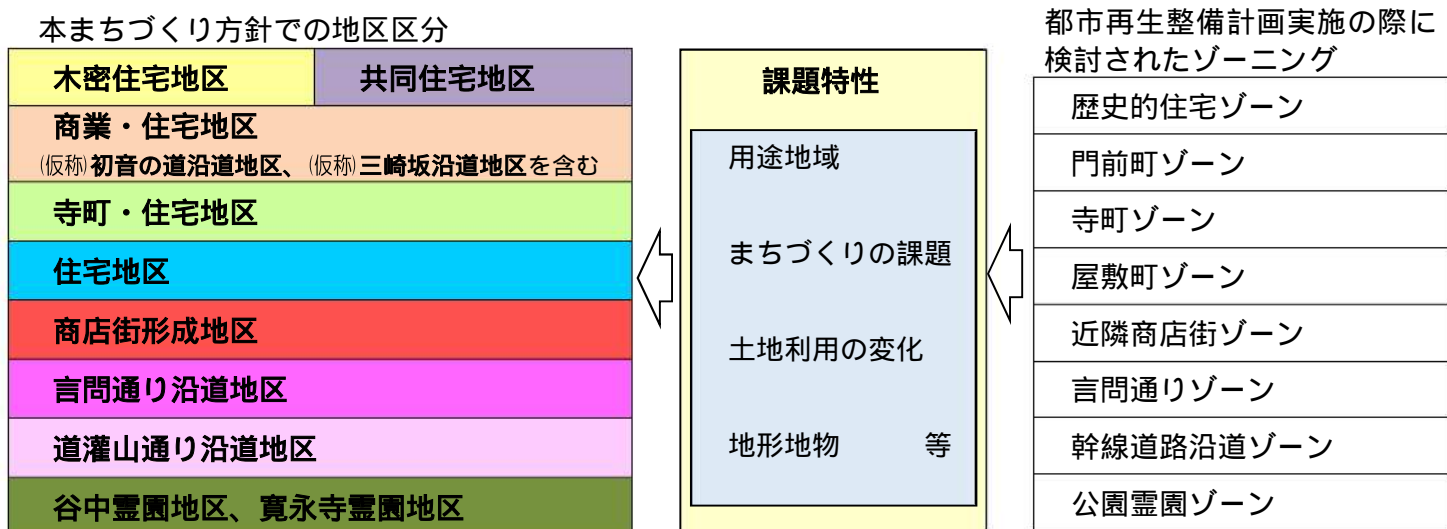 本まちづくり方針での地区区分
木密住宅地区
共同住宅地区
商業・住宅地区
(仮称)初音の道沿道地区、(仮称)三崎坂沿道地区を含む
寺町・住宅地区
住宅地区
商店街形成地区
言問通り沿道地区
道灌山通り沿道地区
谷中霊園地区、寛永寺霊園地区
課題特性
用途地域
まちづくりの課題
土地利用の変化
地形地物　　等
都市再生整備計画実施の際に
検討されたゾーニング
歴史的住宅ゾーン
門前町ゾーン
寺町ゾーン
屋敷町ゾーン
近隣商店街ゾーン
言問通りゾーン
幹線道路沿道ゾーン
公園霊園ゾーン